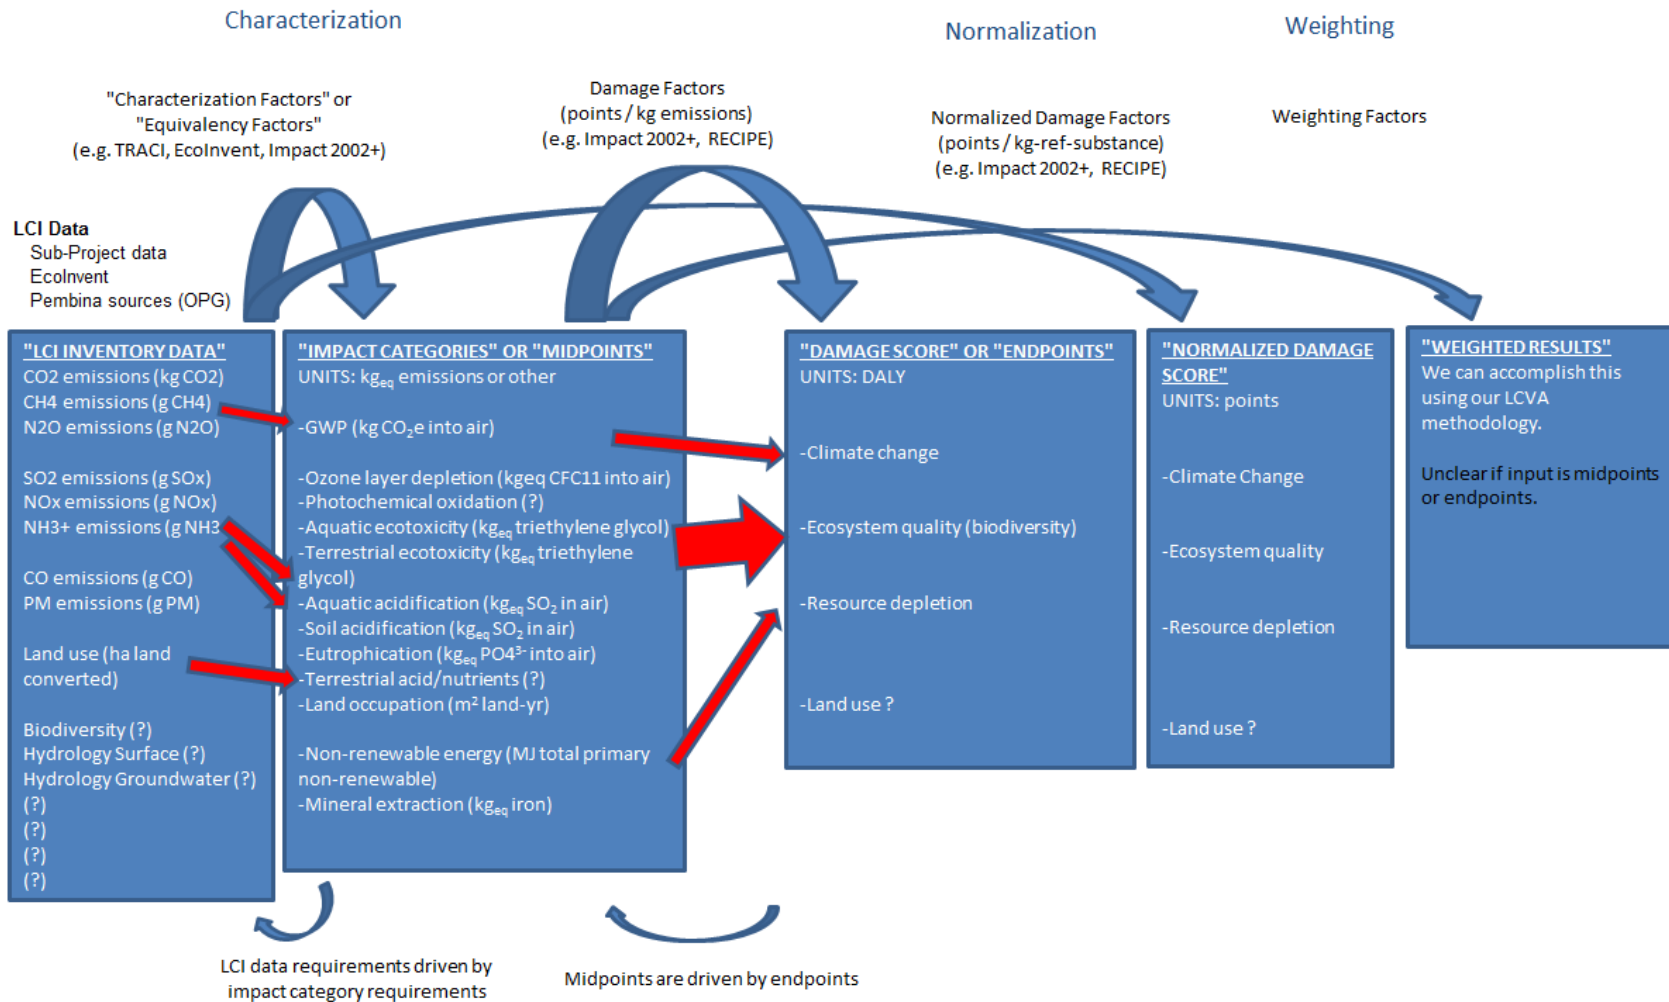 Characterization
Normalization
Weighting
"Characterization Factors" or
"Equivalency Factors"
(e.g. TRACI, EcoInvent, Impact 2002+)
Damage Factors
(points / kg emissions)
(e.g. Impact 2002+, RECIPE)
Normalized Damage Factors
(points / kg-ref-substance)
(e.g. Impact 2002+, RECIPE)
Weighting Factors
LCI Data
Sub-Project data
EcoInvent
Pembina sources (OPG)
"LCI INVENTORY DATA"
CO2 emissions (kg CO2)
CH4 emissions (g CH4)
N2O emissions (g N2O)
SO2 emissions (g SOx)
NOx emissions (g NOx)
NH3+ emissions (g NH3
CO emissions (g CO)
PM emissions (g PM)
Land use (ha land
converted)
Biodiversity (?)
Hydrology Surface (?)
Hydrology Groundwater (?)
(?)
(?)
(?)
(?)
"IMPACT CATEGORIES" OR "MIDPOINTS"
UNITS: kgeq emissions or other
-GWP (kg CO2e into air)
-Ozone layer depletion (kgeq CFC11 into air)
-Photochemical oxidation (?)
-Aquatic ecotoxicity (kgeq triethylene glycol)
-Terrestrial ecotoxicity (kgeq triethylene
glycol)
-Aquatic acidification (kgeq SO2 in air)
-Soil acidification (kgeq SO2 in air)
-Eutrophication (kgeq PO4³⁻ into air)
-Terrestrial acid/nutrients (?)
-Land occupation (m² land-yr)
-Non-renewable energy (MJ total primary
non-renewable)
-Mineral extraction (kgeq iron)
"DAMAGE SCORE" OR "ENDPOINTS"
UNITS: DALY
-Climate change
-Ecosystem quality (biodiversity)
-Resource depletion
-Land use ?
"NORMALIZED DAMAGE
SCORE"
UNITS: points
-Climate Change
-Ecosystem quality
-Resource depletion
-Land use ?
"WEIGHTED RESULTS"
We can accomplish this
using our LCVA
methodology.
Unclear if input is midpoints
or endpoints.
LCI data requirements driven by
impact category requirements
Midpoints are driven by endpoints